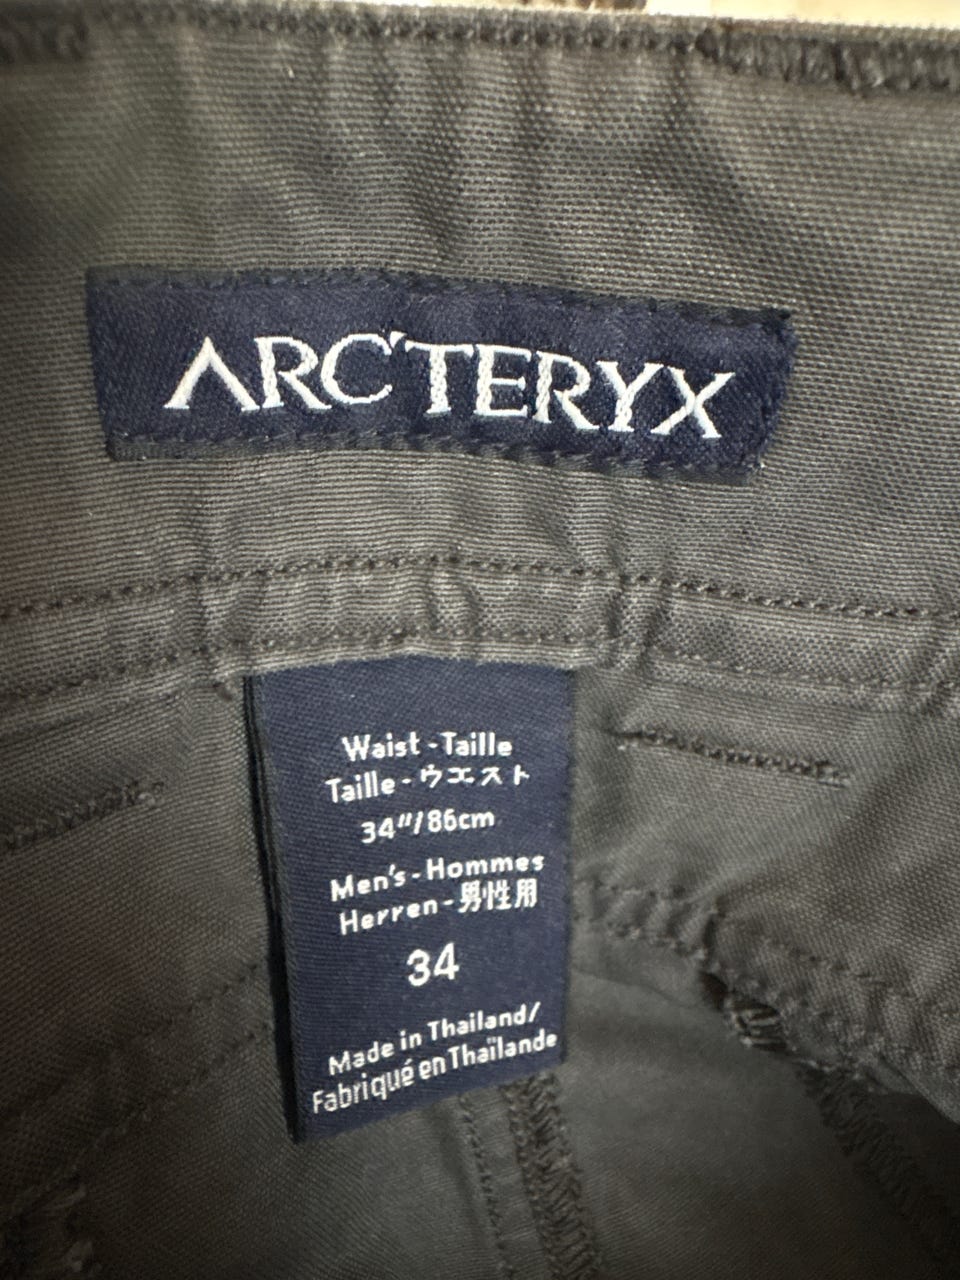 ARC'TERYX
Waist - Taille
Taille - ウエスト
34"/86cm
Men's - Hommes
Herren - 男性用
34
Made in Thailand/
Fabriqué en Thaïlande